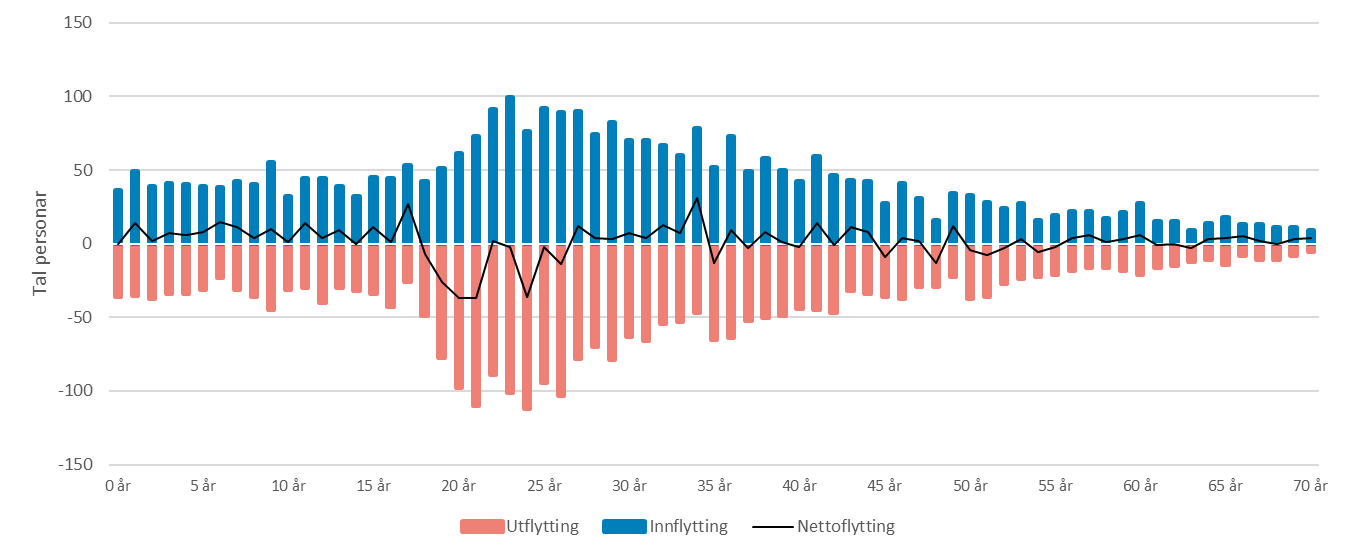 150
100
50
0
-50
-100
-150
Tal personar
0 år 5 år 10 år 15 år 20 år 25 år 30 år 35 år 40 år 45 år 50 år 55 år 60 år 65 år 70 år
Utflytting Innflytting Nettoflytting